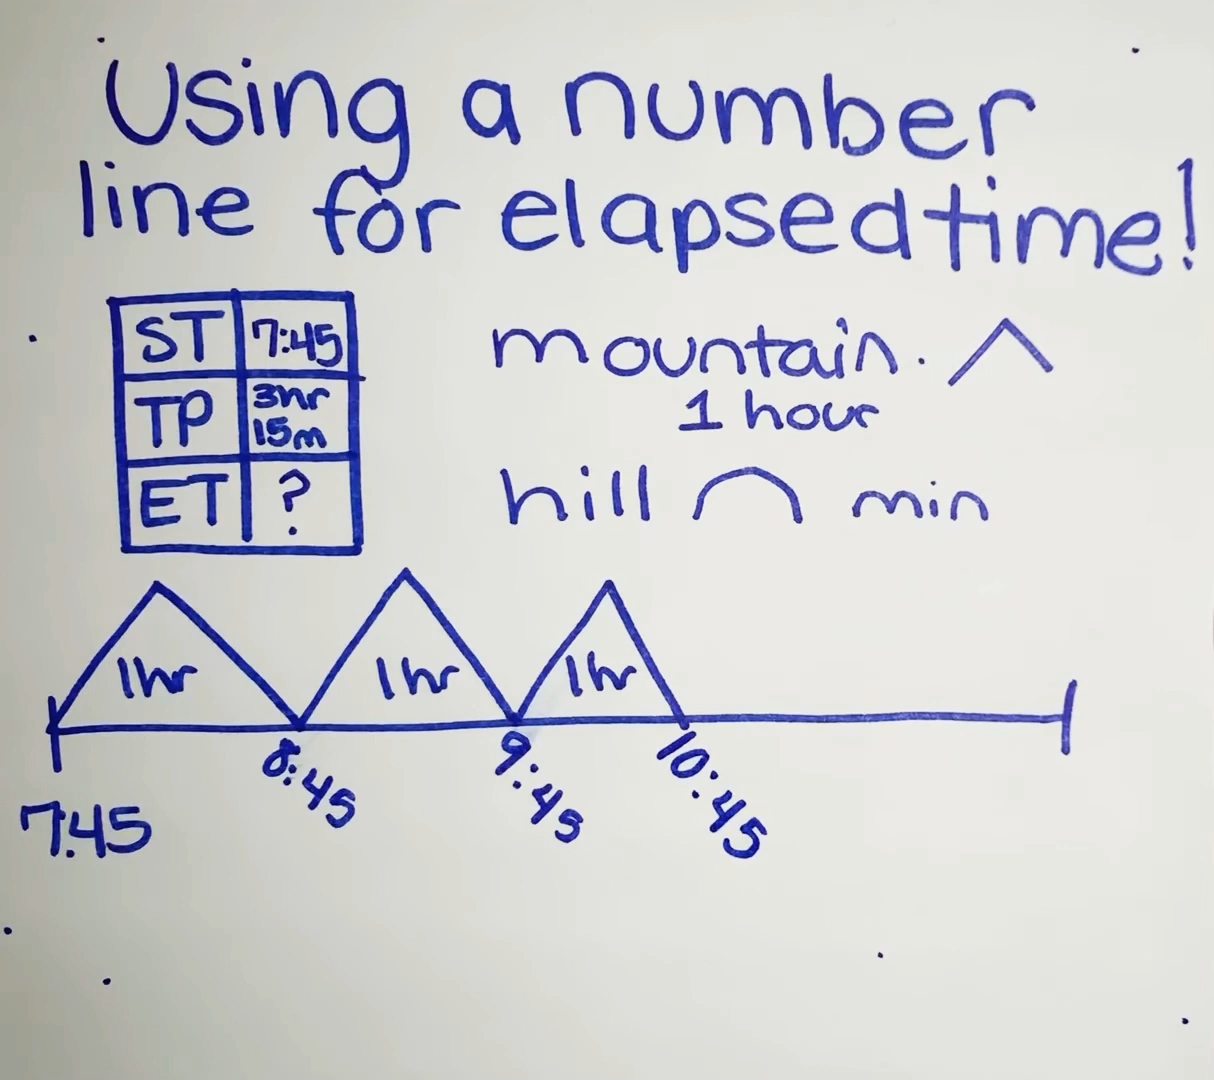 Using a number
line for elapsed time!
ST 7:45
TP 3hr
15m
ET ?
mountain.
1 hour
hill min
1hr 1hr 1hr
7:45 8:45 9:45 10:45